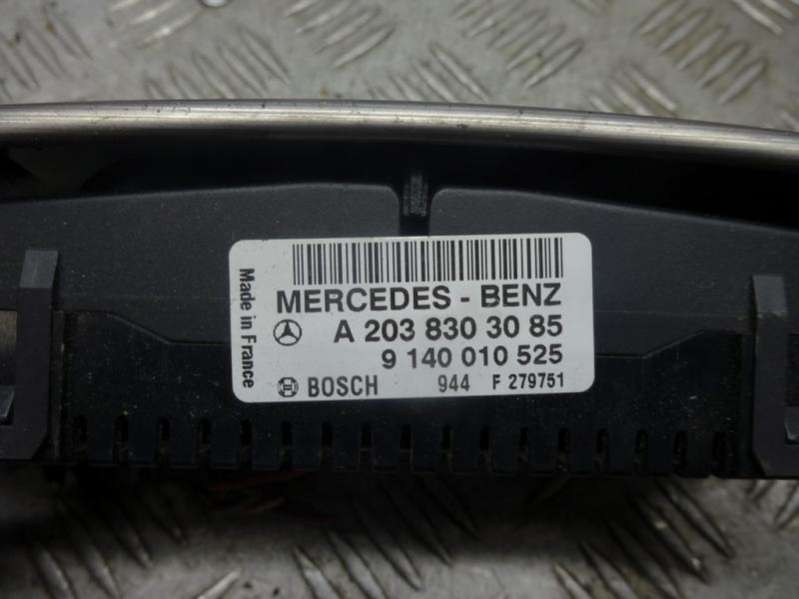 Made in France
MERCEDES - BENZ
A 203 830 30 85
9 140 010 525
BOSCH 944 F 279751